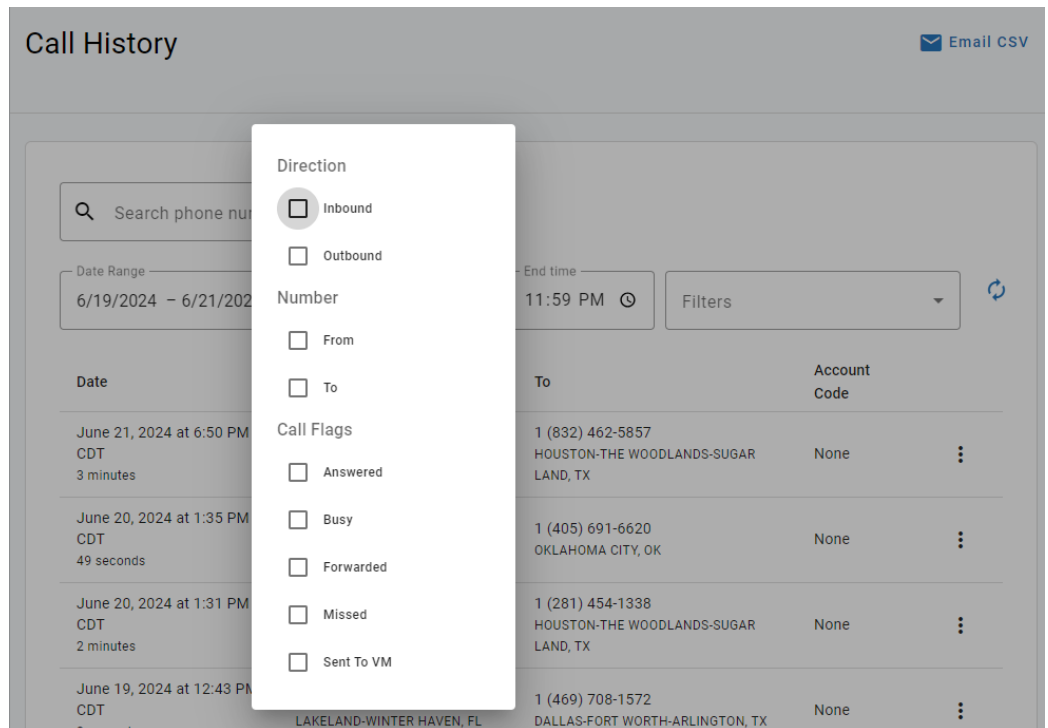 Call History
Email CSV
Search phone nu
Date Range
6/19/2024 – 6/21/202
End time
11:59 PM
Filters
Direction
Inbound
Outbound
Number
From
To
Call Flags
Answered
Busy
Forwarded
Missed
Sent To VM
Date
To
Account
Code
June 21, 2024 at 6:50 PM
CDT
3 minutes
1 (832) 462-5857
HOUSTON-THE WOODLANDS-SUGAR
LAND, TX
None
June 20, 2024 at 1:35 PM
CDT
49 seconds
1 (405) 691-6620
OKLAHOMA CITY, OK
None
June 20, 2024 at 1:31 PM
CDT
2 minutes
1 (281) 454-1338
HOUSTON-THE WOODLANDS-SUGAR
LAND, TX
None
June 19, 2024 at 12:43 PM
CDT
LAKELAND-WINTER HAVEN, FL
1 (469) 708-1572
DALLAS-FORT WORTH-ARLINGTON, TX
None